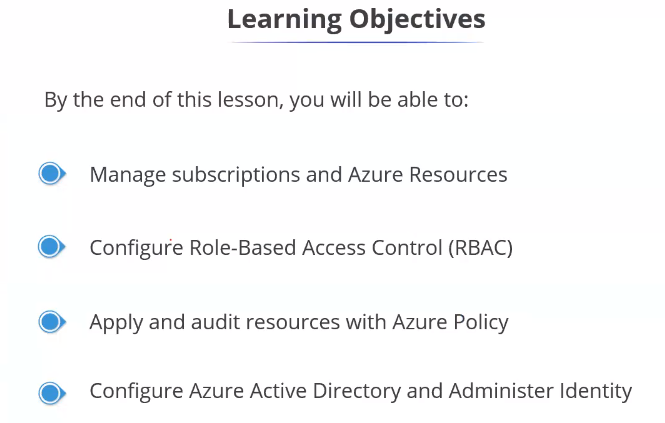 Learning Objectives
By the end of this lesson, you will be able to:
Manage subscriptions and Azure Resources
Configure Role-Based Access Control (RBAC)
Apply and audit resources with Azure Policy
Configure Azure Active Directory and Administer Identity